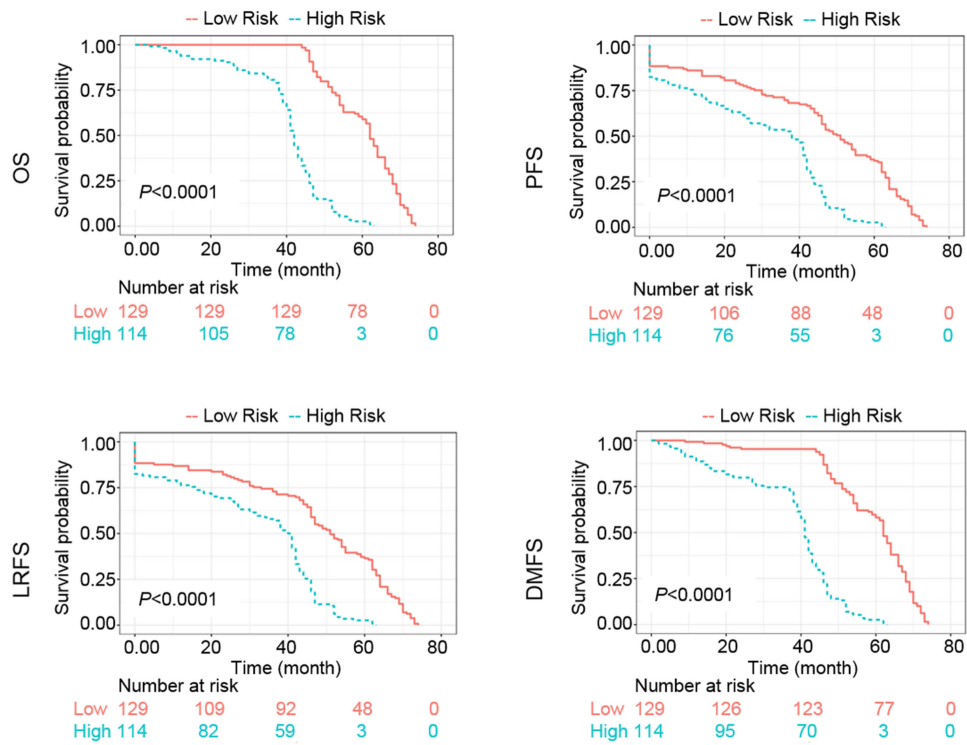 -- Low Risk -- High Risk
OS
Survival probability
1.00
0.75
0.50
0.25
0.00
P<0.0001
0.00 20 40 60 80
Time (month)
Number at risk
Low 129 129 129 78 0
High 114 105 78 3 0
-- Low Risk -- High Risk
PFS
Survival probability
1.00
0.75
0.50
0.25
0.00
P<0.0001
0.00 20 40 60 80
Time (month)
Number at risk
Low 129 106 88 48 0
High 114 76 55 3 0
-- Low Risk -- High Risk
LRFS
Survival probability
1.00
0.75
0.50
0.25
0.00
P<0.0001
0.00 20 40 60 80
Time (month)
Number at risk
Low 129 109 92 48 0
High 114 82 59 3 0
-- Low Risk -- High Risk
DMFS
Survival probability
1.00
0.75
0.50
0.25
0.00
P<0.0001
0.00 20 40 60 80
Time (month)
Number at risk
Low 129 126 123 77 0
High 114 95 70 3 0